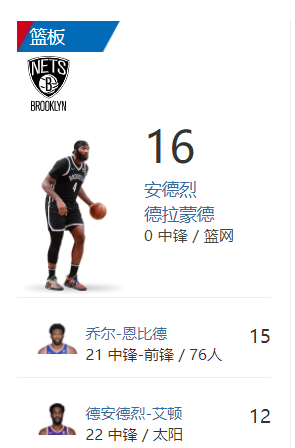 篮板
NETS
B
BROOKLYN
16
安德烈
德拉蒙德
0 中锋 / 篮网
乔尔-恩比德
15
21 中锋-前锋 / 76人
德安德烈-艾顿
12
22 中锋 / 太阳